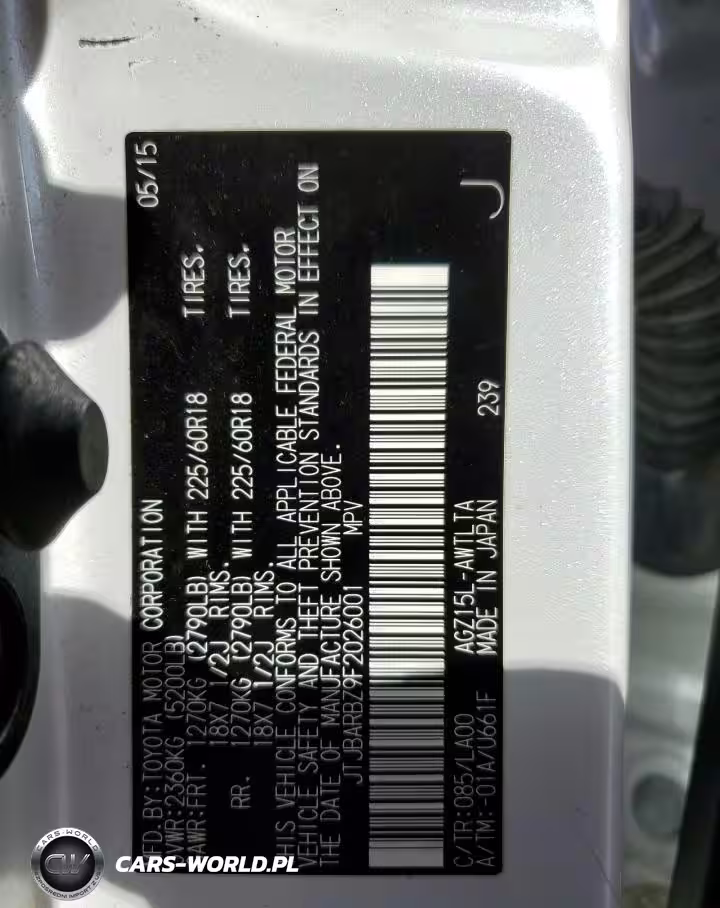 MFD. BY:TOYOTA MOTOR CORPORATION 05/15
GVWR:2360KG (5200LB)
GAWR:FRT. 1270KG (2790LB) WITH 225/60R18 TIRES.
18X7 1/2J RIMS.
RR. 1270KG (2790LB) WITH 225/60R18 TIRES.
18X7 1/2J RIMS.
THIS VEHICLE CONFORMS TO ALL APPLICABLE FEDERAL MOTOR
VEHICLE SAFETY AND THEFT PREVENTION STANDARDS IN EFFECT ON
THE DATE OF MANUFACTURE SHOWN ABOVE.
JTJBARBZ9F2026001 MPV
C/TR:085/LA00 AGZ15L-AWTLTA
A/TM:-01A/U661F MADE IN JAPAN 239
J
CARS-WORLD
CW
CARS-WORLD.PL